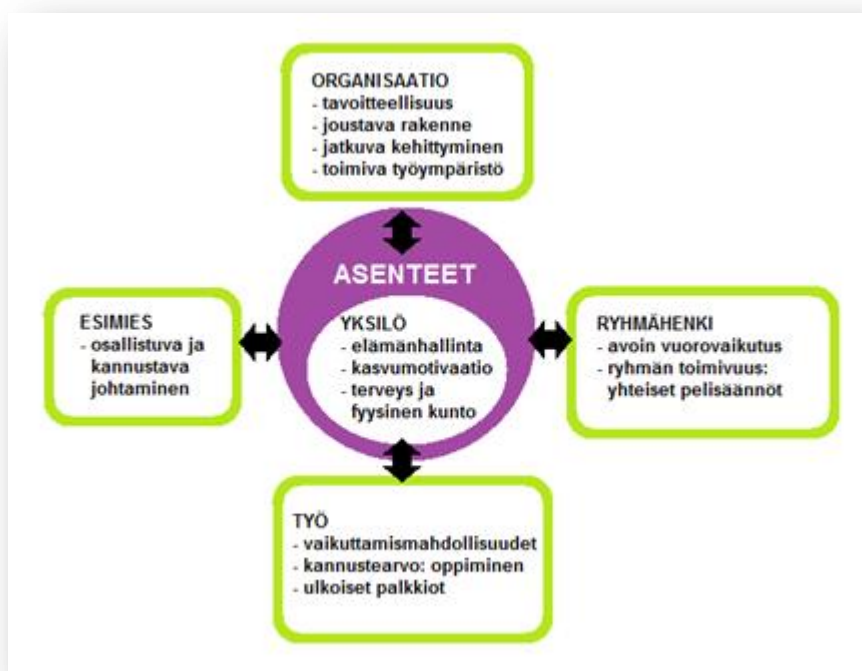 ORGANISAATIO
- tavoitteellisuus
- joustava rakenne
- jatkuva kehittyminen
- toimiva työympäristö
ASENTEET
ESIMIES
- osallistuva ja
kannustava
johtaminen
YKSILÖ
- elämänhallinta
- kasvumotivaatio
- terveys ja
fyysinen kunto
RYHMÄHENKI
- avoin vuorovaikutus
- ryhmän toimivuus:
yhteiset pelisäännöt
TYÖ
- vaikuttamismahdollisuudet
- kannustearvo: oppiminen
- ulkoiset palkkiot